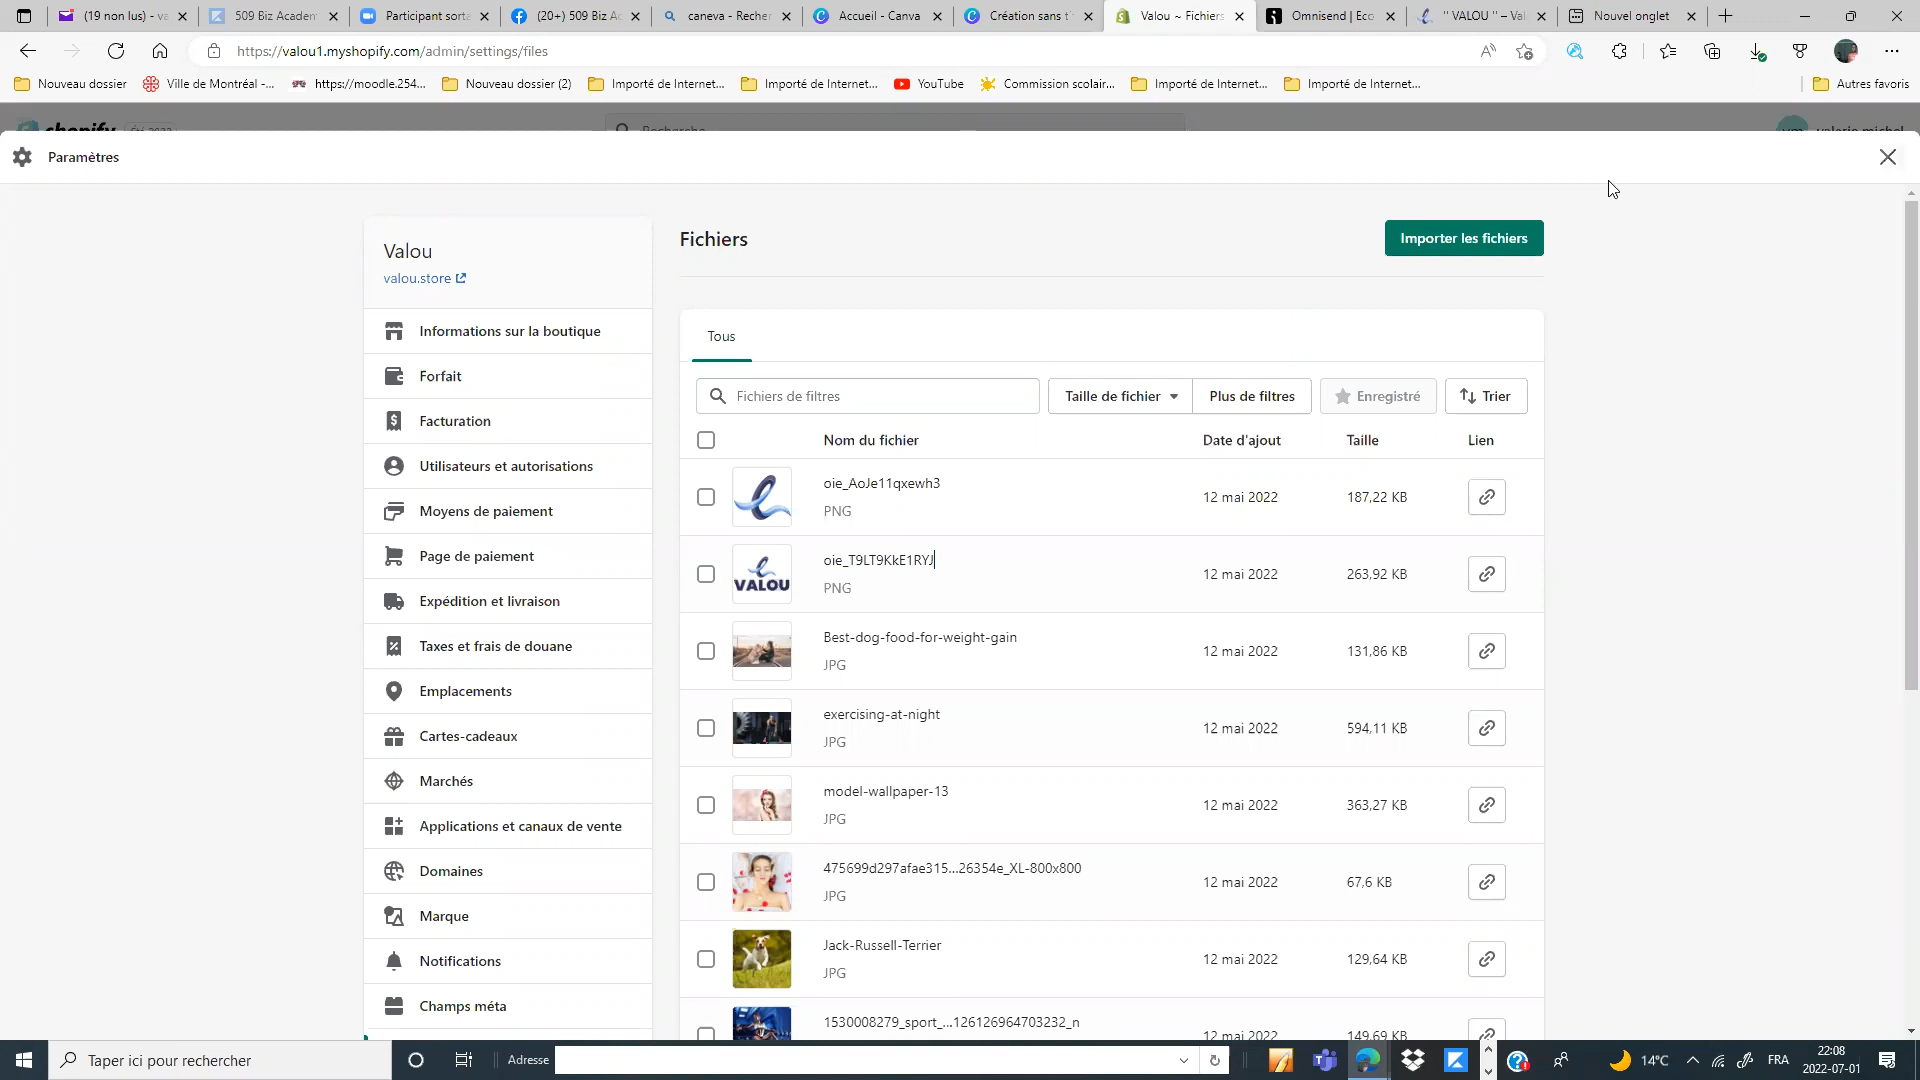 (19 non lus) - va
509 Biz Academ
Participant sorta
(20+) 509 Biz Ac
caneva - Recher
Accueil - Canva
Création sans t
Valou ~ Fichiers
Omnisend | Eco
" VALOU " – Val
Nouvel onglet
https://valou1.myshopify.com/admin/settings/files
Nouveau dossier
Ville de Montréal -...
https://moodle.254...
Nouveau dossier (2)
Importé de Internet...
Importé de Internet...
YouTube
Commission scolair...
Importé de Internet...
Importé de Internet...
Autres favoris
shopify
Recherche
valerie michel
Paramètres
Valou
valou.store
Informations sur la boutique
Forfait
Facturation
Utilisateurs et autorisations
Moyens de paiement
Page de paiement
Expédition et livraison
Taxes et frais de douane
Emplacements
Cartes-cadeaux
Marchés
Applications et canaux de vente
Domaines
Marque
Notifications
Champs méta
Fichiers
Importer les fichiers
Tous
Fichiers de filtres
Taille de fichier
Plus de filtres
Enregistré
Trier
Nom du fichier Date d'ajout Taille Lien
oie_AoJe11qxewh3
PNG
12 mai 2022 187,22 KB
VALOU
oie_T9LT9KkE1RYJ
PNG
12 mai 2022 263,92 KB
Best-dog-food-for-weight-gain
JPG
12 mai 2022 131,86 KB
exercising-at-night
JPG
12 mai 2022 594,11 KB
model-wallpaper-13
JPG
12 mai 2022 363,27 KB
475699d297afae315...26354e_XL-800x800
JPG
12 mai 2022 67,6 KB
Jack-Russell-Terrier
JPG
12 mai 2022 129,64 KB
1530008279_sport_...126126964703232_n
12 mai 2022 149,69 KB
Taper ici pour rechercher
Adresse
14°C
FRA
22:08
2022-07-01